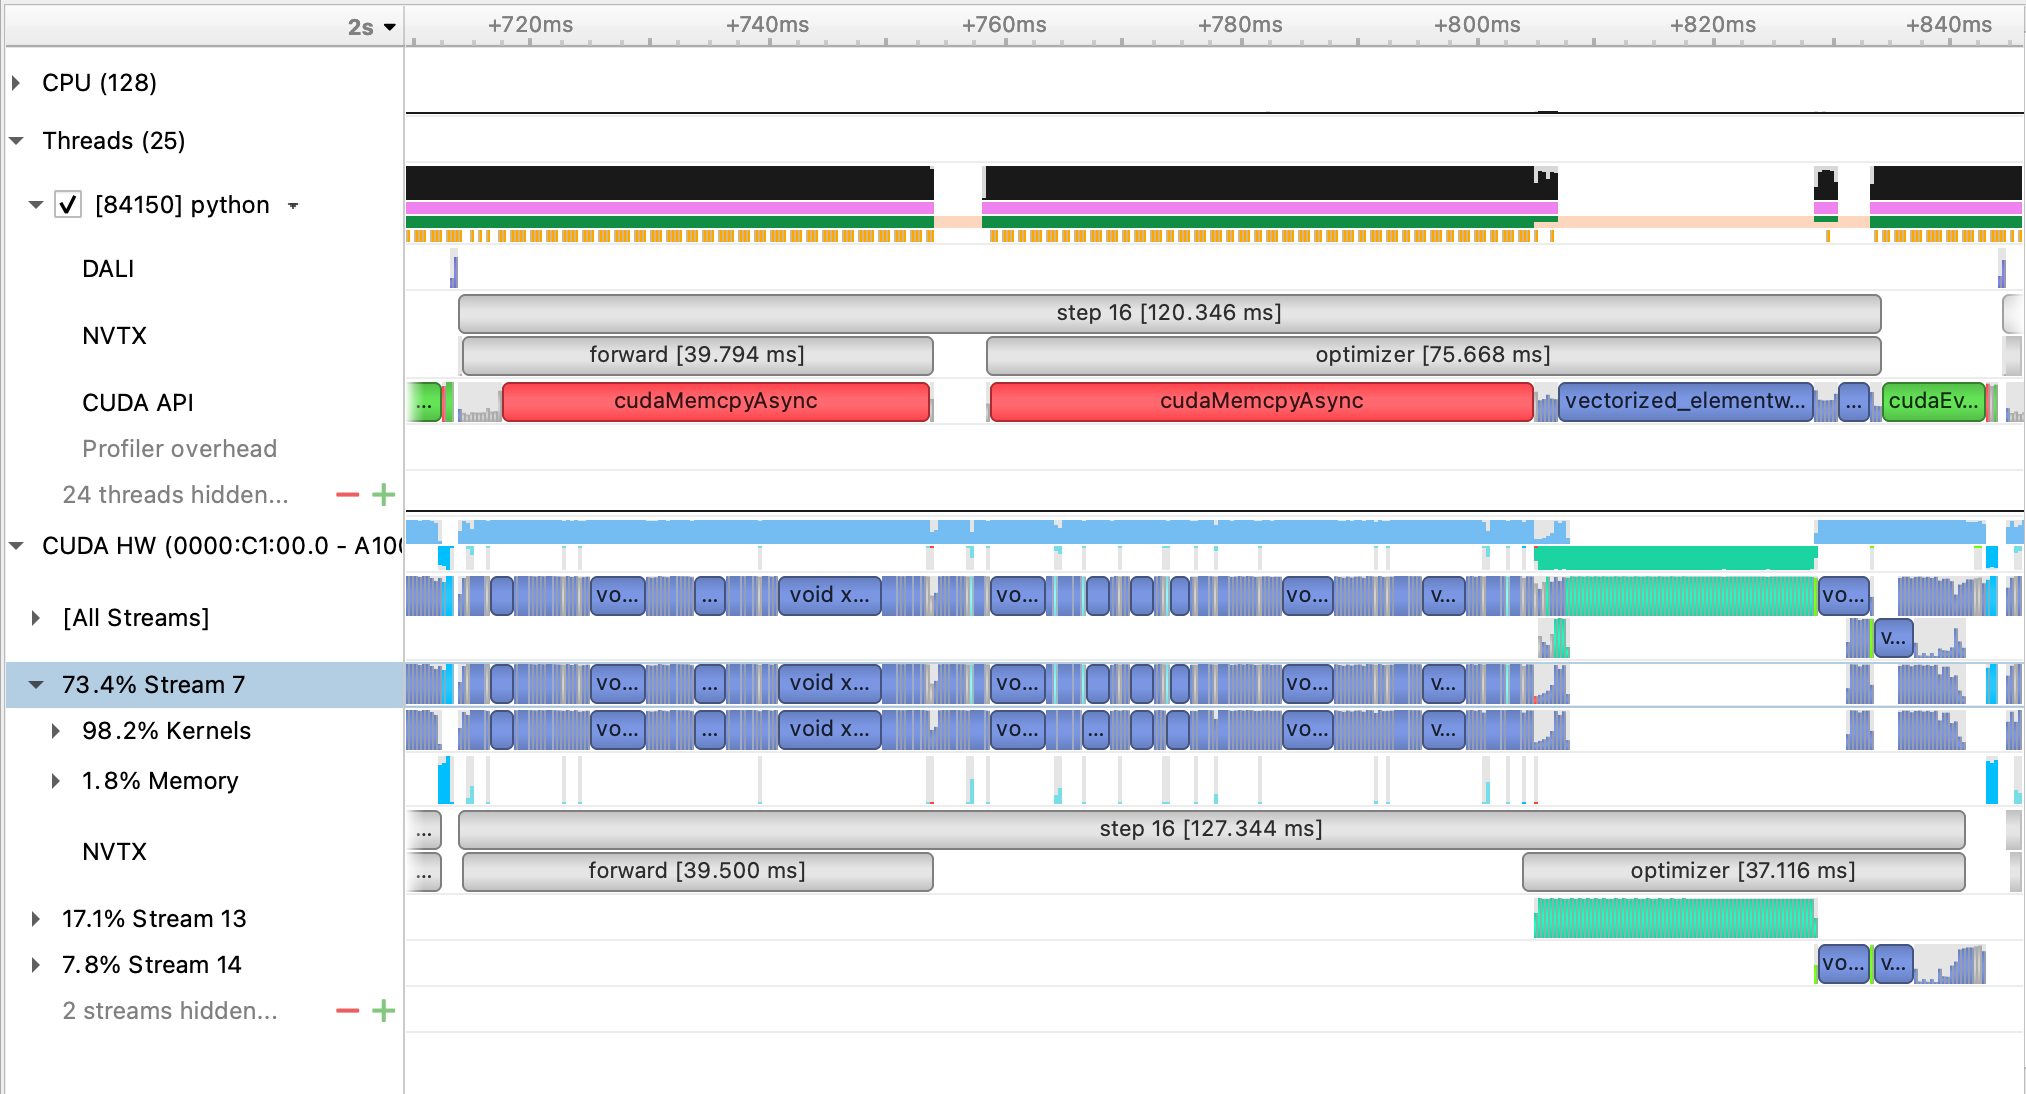 2s +720ms +740ms +760ms +780ms +800ms +820ms +840ms
CPU (128)
Threads (25)
[84150] python
DALI
step 16 [120.346 ms]
NVTX
forward [39.794 ms] optimizer [75.668 ms]
CUDA API ... cudaMemcpyAsync cudaMemcpyAsync vectorized_elementw... ... cudaEv...
Profiler overhead
24 threads hidden...
CUDA HW (0000:C1:00.0 - A100
[All Streams] vo... ... void x... vo... vo... v... vo...
v...
73.4% Stream 7 vo... ... void x... vo... vo... v...
98.2% Kernels vo... ... void x... vo... ... vo... v...
1.8% Memory
... step 16 [127.344 ms]
NVTX
... forward [39.500 ms] optimizer [37.116 ms]
17.1% Stream 13
7.8% Stream 14 vo... v...
2 streams hidden...